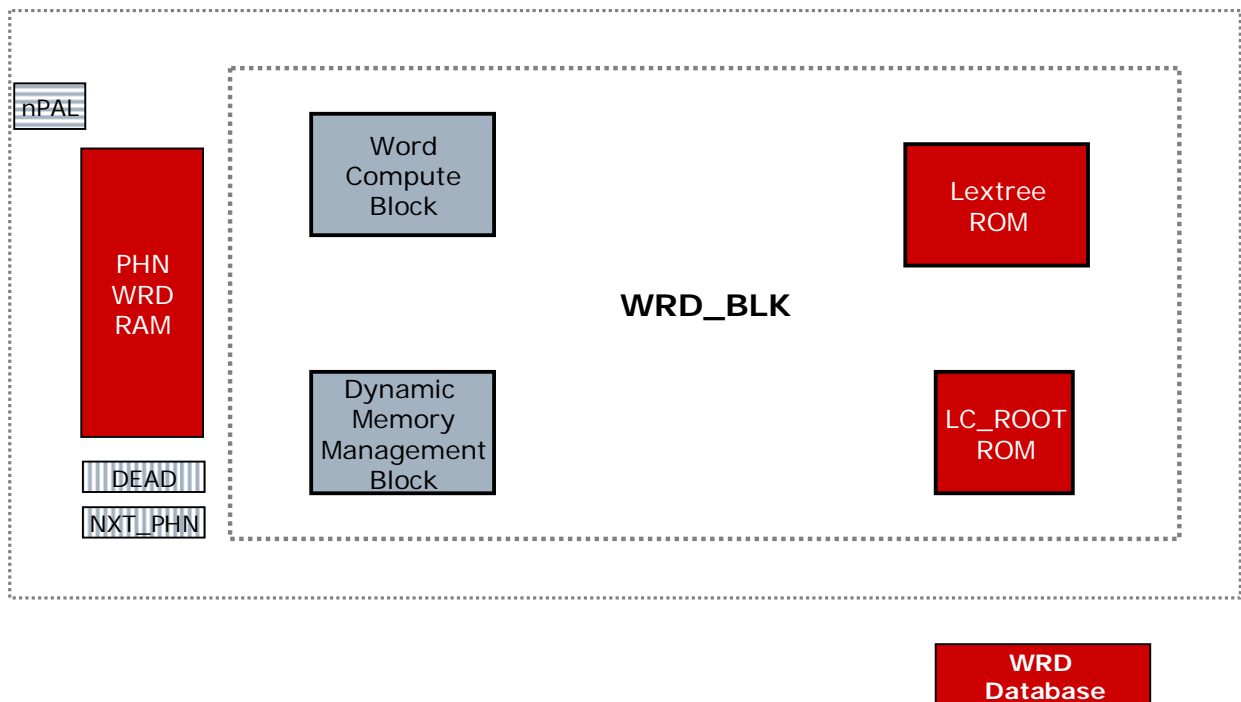 nPAL
PHN
WRD
RAM
DEAD
NXT_PHN
Word
Compute
Block
Dynamic
Memory
Management
Block
WRD_BLK
Lextree
ROM
LC_ROOT
ROM
WRD
Database